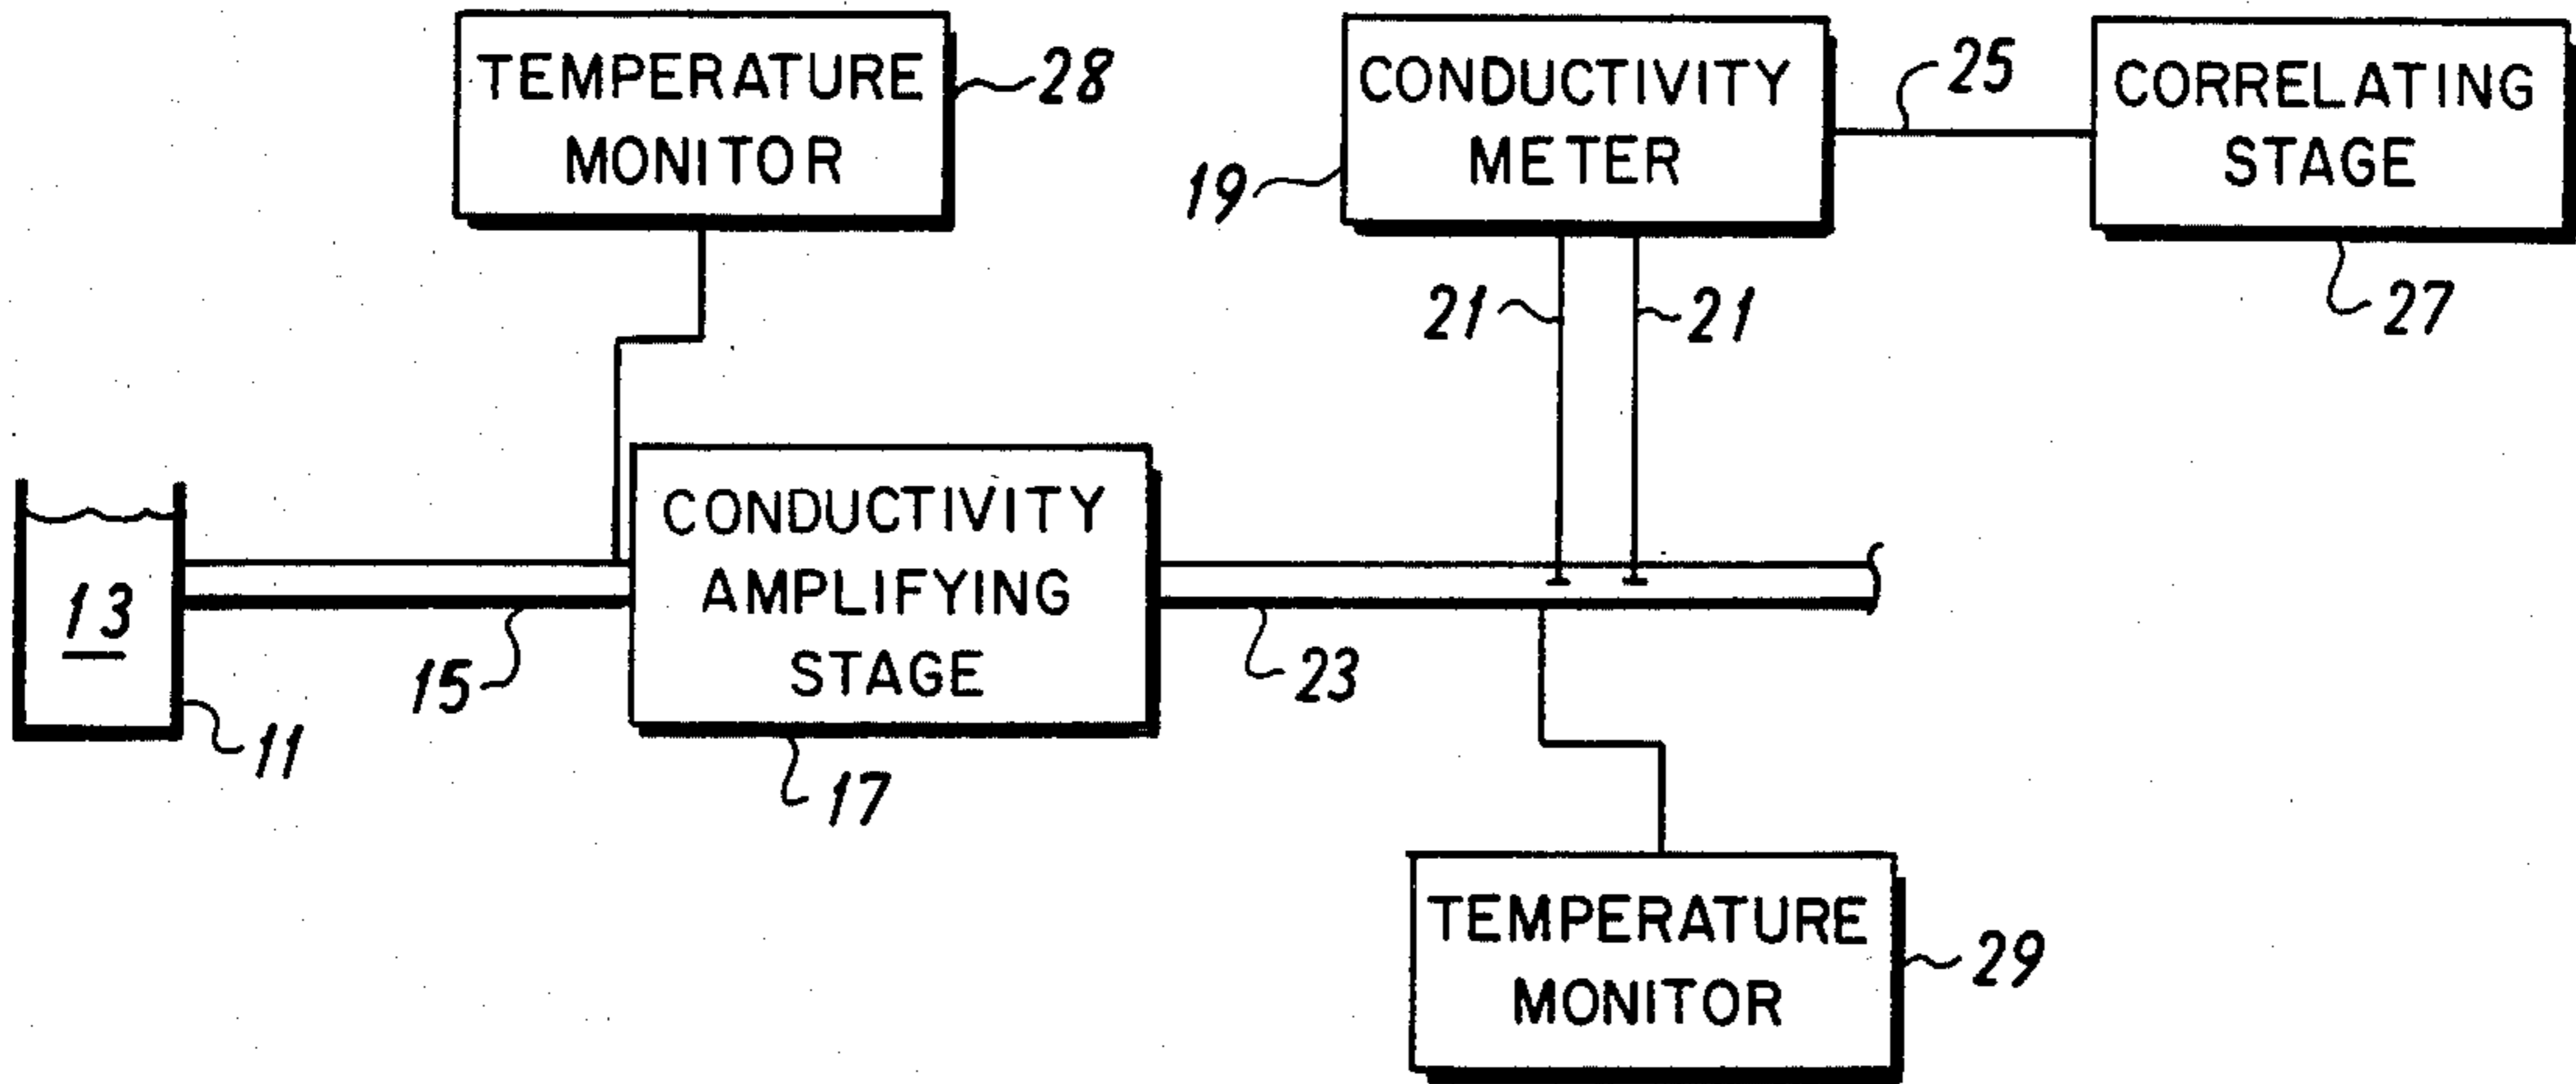 TEMPERATURE
MONITOR
28
CONDUCTIVITY
METER
19
25
CORRELATING
STAGE
27
21
21
13
11
15
CONDUCTIVITY
AMPLIFYING
STAGE
17
23
TEMPERATURE
MONITOR
29